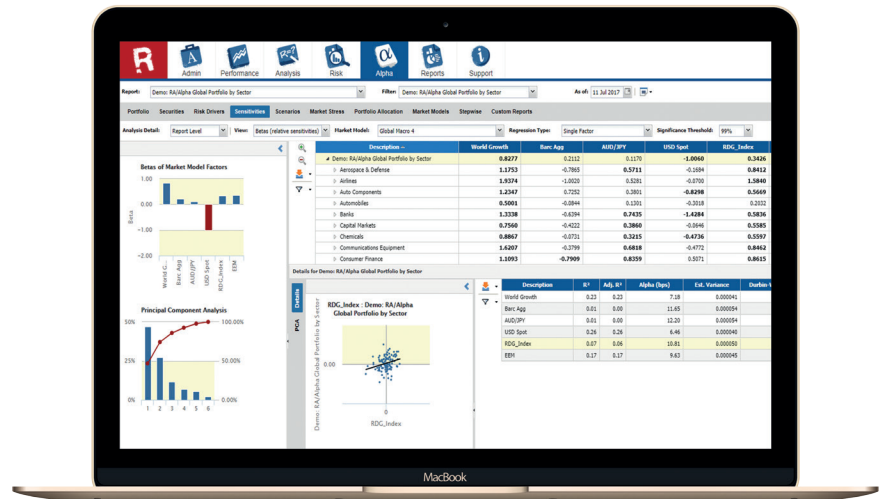 R
Admin Performance Analysis Risk Alpha Reports Support
Report: Demo: RA/Alpha Global Portfolio by Sector Filter: Demo: RA/Alpha Global Portfolio by Sector As of: 11 Jul 2017
Portfolio Securities Risk Drivers Sensitivities Scenarios Market Stress Portfolio Allocation Market Models Stepwise Custom Reports
Analysis Detail: Report Level View: Betas (relative sensitivities) Market Model: Global Macro 4 Regression Type: Single Factor Significance Threshold: 99%
Betas of Market Model Factors
1.00
0.00
-1.00
-2.00
Beta
World G... Barc Agg AUD/JPY USD Spot RDG_Index EEM
Principal Component Analysis
50% 100.00%
25% 50.00%
0% 0.00%
1 2 3 4 5 6
Description World Growth Barc Agg AUD/JPY USD Spot RDG_Index
Demo: RA/Alpha Global Portfolio by Sector 0.8277 0.2112 0.1170 -1.0060 0.3426
Aerospace & Defense 1.1753 -0.7865 0.5711 -0.1684 0.8412
Airlines 1.9374 -1.0020 0.5281 -0.0700 1.5840
Auto Components 1.2347 0.7252 0.3801 -0.8298 0.5669
Automobiles 0.5001 -0.0844 0.1301 -0.3018 0.2032
Banks 1.3338 -0.6394 0.7435 -1.4284 0.5836
Capital Markets 0.7560 -0.4222 0.3860 -0.0646 0.5585
Chemicals 0.8867 -0.0731 0.3215 -0.4736 0.5597
Communications Equipment 1.6207 -0.3799 0.6818 -0.4772 0.8462
Consumer Finance 1.1093 -0.7909 0.8359 0.5071 0.8615
Details for Demo: RA/Alpha Global Portfolio by Sector
Details
PCA
RDG_Index : Demo: RA/Alpha
Global Portfolio by Sector
Demo: RA/Alpha Global Portfolio by Sector
0.00
0
RDG_Index
Description R² Adj. R² Alpha (bps) Est. Variance Durbin-
World Growth 0.23 0.23 7.18 0.000041
Barc Agg 0.01 0.00 11.65 0.000054
AUD/JPY 0.01 0.00 12.20 0.000054
USD Spot 0.26 0.26 6.46 0.000040
RDG_Index 0.07 0.06 10.81 0.000050
EEM 0.17 0.17 9.63 0.000045
MacBook